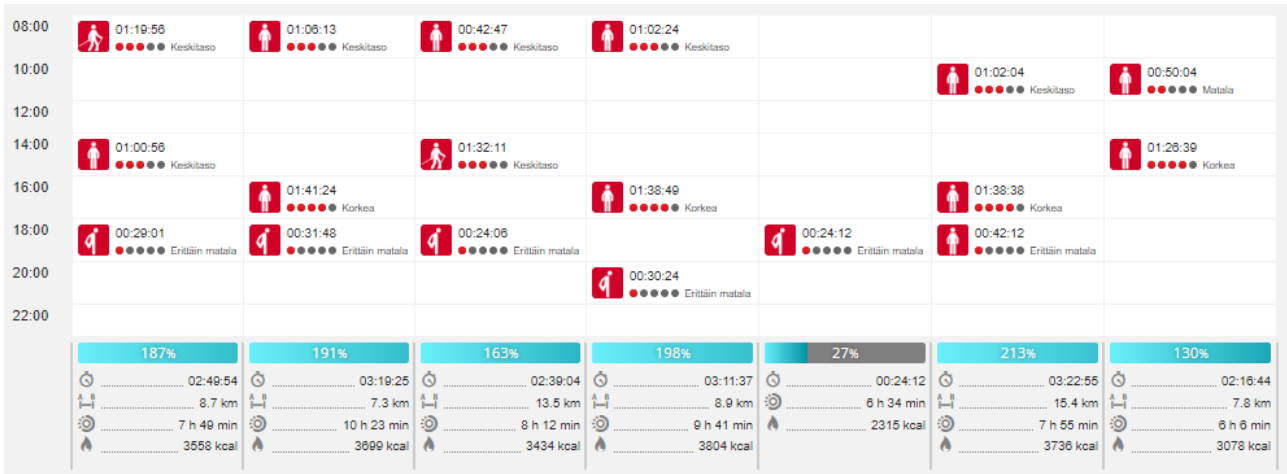 08:00
01:19:56 01:06:13 00:42:47 01:02:24
Keskitaso Keskitaso Keskitaso Keskitaso
10:00
01:02:04 00:50:04
Keskitaso Matala
12:00
14:00
01:00:56 01:32:11 01:26:39
Keskitaso Keskitaso Korkea
16:00
01:41:24 01:38:49 01:38:38
Korkea Korkea Korkea
18:00
00:29:01 00:31:48 00:24:06 00:24:12 00:42:12
Erittäin matala Erittäin matala Erittäin matala Erittäin matala Erittäin matala
20:00
00:30:24
Erittäin matala
22:00
187% 191% 163% 198% 27% 213% 130%
02:49:54 03:19:25 02:39:04 03:11:37 00:24:12 03:22:55 02:16:44
A B 8.7 km A B 7.3 km A B 13.5 km A B 8.9 km 6 h 34 min A B 15.4 km A B 7.8 km
7 h 49 min 10 h 23 min 8 h 12 min 9 h 41 min 2315 kcal 7 h 55 min 6 h 6 min
3558 kcal 3699 kcal 3434 kcal 3804 kcal 3736 kcal 3078 kcal